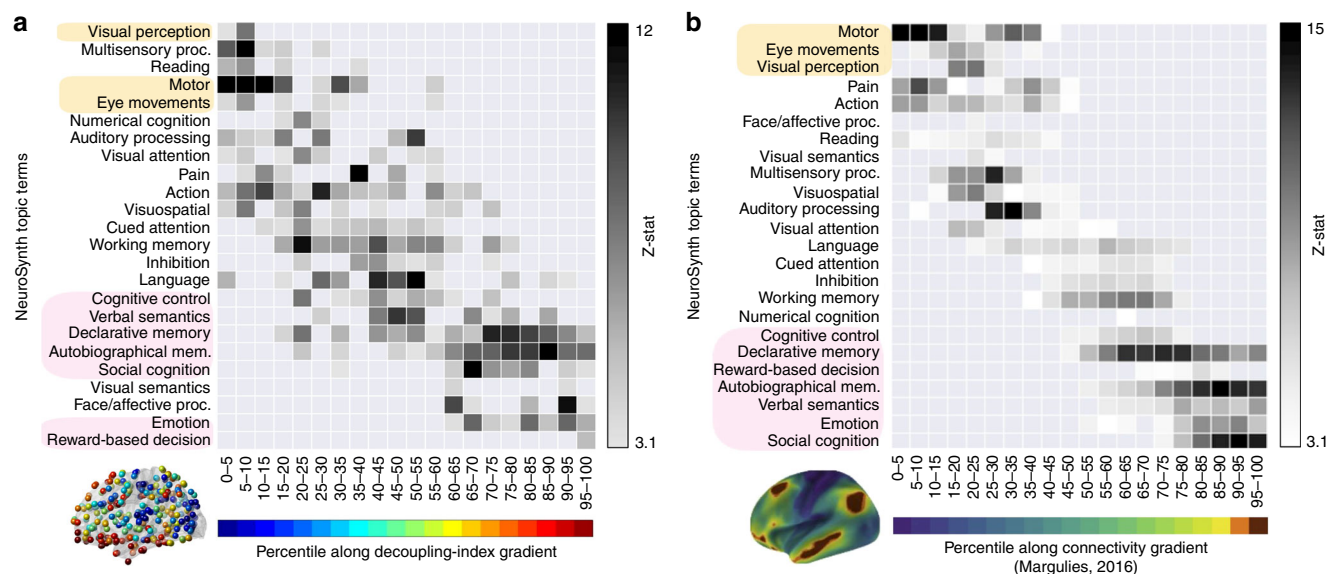 a
NeuroSynth topic terms
Visual perception
Multisensory proc.
Reading
Motor
Eye movements
Numerical cognition
Auditory processing
Visual attention
Pain
Action
Visuospatial
Cued attention
Working memory
Inhibition
Language
Cognitive control
Verbal semantics
Declarative memory
Autobiographical mem.
Social cognition
Visual semantics
Face/affective proc.
Emotion
Reward-based decision
12
Z-stat
3.1
0–5
5–10
10–15
15–20
20–25
25–30
30–35
35–40
40–45
45–50
50–55
55–60
60–65
65–70
70–75
75–80
80–85
85–90
90–95
95–100
Percentile along decoupling-index gradient
b
NeuroSynth topic terms
Motor
Eye movements
Visual perception
Pain
Action
Face/affective proc.
Reading
Visual semantics
Multisensory proc.
Visuospatial
Auditory processing
Visual attention
Language
Cued attention
Inhibition
Working memory
Numerical cognition
Cognitive control
Declarative memory
Reward-based decision
Autobiographical mem.
Verbal semantics
Emotion
Social cognition
15
Z-stat
3.1
0–5
5–10
10–15
15–20
20–25
25–30
30–35
35–40
40–45
45–50
50–55
55–60
60–65
65–70
70–75
75–80
80–85
85–90
90–95
95–100
Percentile along connectivity gradient
(Margulies, 2016)